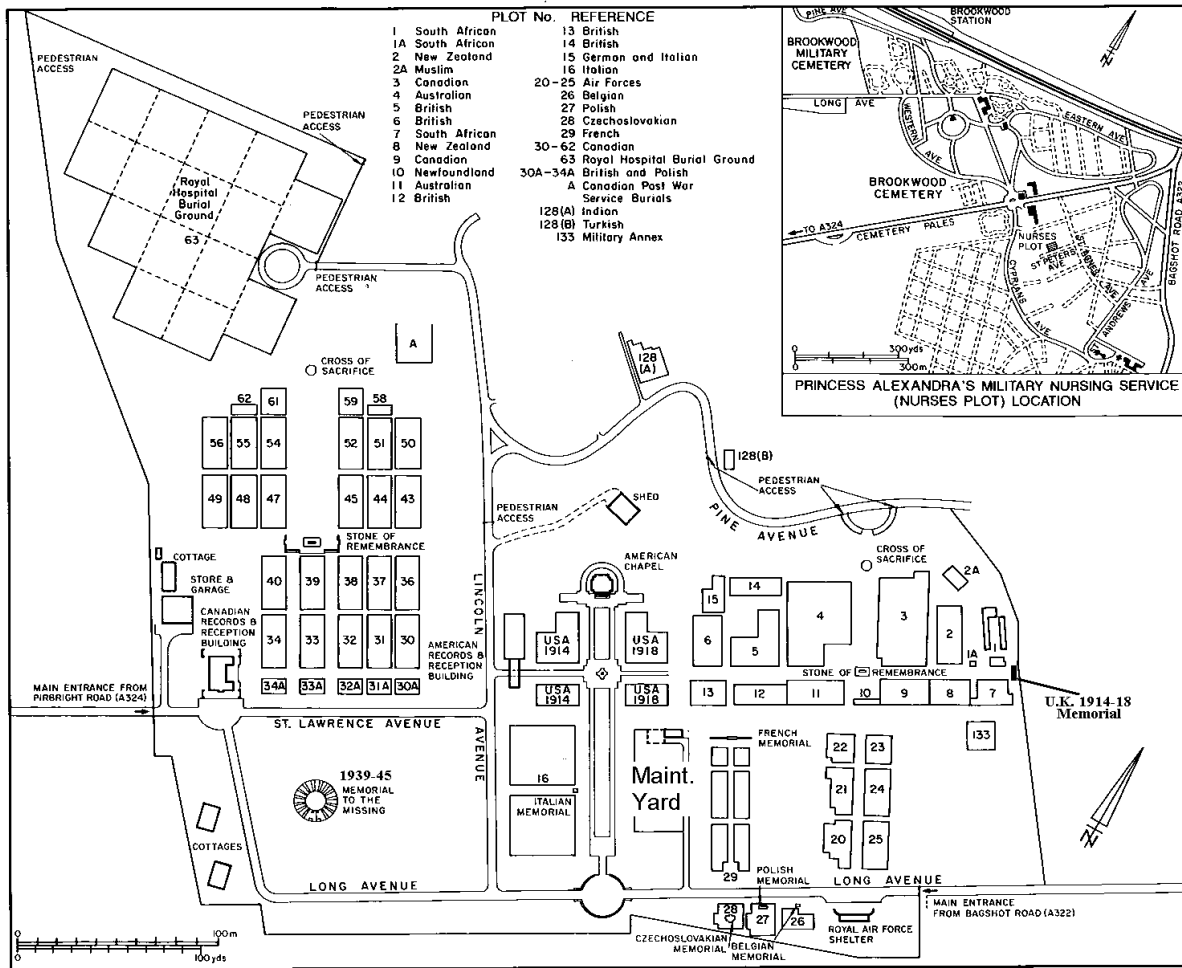 PLOT No. REFERENCE
1 South African
1A South African
2 New Zealand
2A Muslim
3 Canadian
4 Australian
5 British
6 British
7 South African
8 New Zealand
9 Canadian
10 Newfoundland
11 Australian
12 British
13 British
14 British
15 German and Italian
16 Italian
20-25 Air Forces
26 Belgian
27 Polish
28 Czechoslovakian
29 French
30-62 Canadian
63 Royal Hospital Burial Ground
30A-34A British and Polish
A Canadian Post War
Service Burials
128(A) Indian
128(B) Turkish
133 Military Annex
BROOKWOOD
STATION
PINE AVE
BROOKWOOD
MILITARY
CEMETERY
N
LONG AVE
WESTERN
AVE
EASTERN AVE
BROOKWOOD
CEMETERY
TO A324
CEMETERY PALES
NURSES
PLOT
ST PETERS
AVE
ST CYPRIANS
AVE
ST ANDREWS AVE
BAGSHOT ROAD A322
0 300yds
0 300m
PRINCESS ALEXANDRA'S MILITARY NURSING SERVICE
(NURSES PLOT) LOCATION
PEDESTRIAN
ACCESS
PEDESTRIAN
ACCESS
Royal
Hospital
Burial
Ground
63
PEDESTRIAN
ACCESS
A
CROSS OF
SACRIFICE
128
(A)
62 61 59 58
56 55 54 52 51 50
128(B)
49 48 47 45 44 43
PEDESTRIAN
ACCESS
SHED
PEDESTRIAN
ACCESS
PINE AVENUE
STONE OF
REMEMBRANCE
COTTAGE
STORE &
GARAGE
CANADIAN
RECORDS &
RECEPTION
BUILDING
40 39 38 37 36
34 33 32 31 30
34A 33A 32A 31A 30A
LINCOLN
AVENUE
AMERICAN
CHAPEL
AMERICAN
RECORDS &
RECEPTION
BUILDING
USA
1914
USA
1918
USA
1914
USA
1918
CROSS OF
SACRIFICE
2A
15 14 4 3
6 5 2 1
1A
STONE OF REMEMBRANCE
13 12 11 10 9 8 7
U.K. 1914-18
Memorial
MAIN ENTRANCE FROM
PIRBRIGHT ROAD (A324)
ST. LAWRENCE AVENUE
1939-45
MEMORIAL
TO THE
MISSING
16
ITALIAN
MEMORIAL
Maint.
Yard
FRENCH
MEMORIAL
133
22 23
21 24
20 25
N
COTTAGES
29
POLISH
MEMORIAL
LONG AVENUE
LONG AVENUE
MAIN ENTRANCE
FROM BAGSHOT ROAD (A322)
28 27 26
CZECHOSLOVAKIAN
MEMORIAL
BELGIAN
MEMORIAL
ROYAL AIR FORCE
SHELTER
0 100m
0 100yds